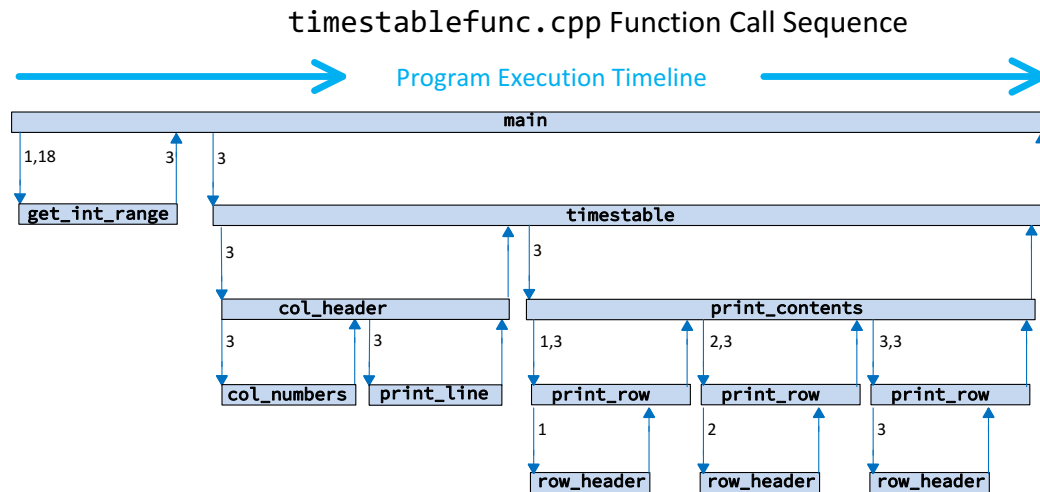 timestablefunc.cpp Function Call Sequence
Program Execution Timeline
main
1,18 3 3
get_int_range timestable
3 3
col_header print_contents
3 3 1,3 2,3 3,3
col_numbers print_line print_row print_row print_row
1 2 3
row_header row_header row_header